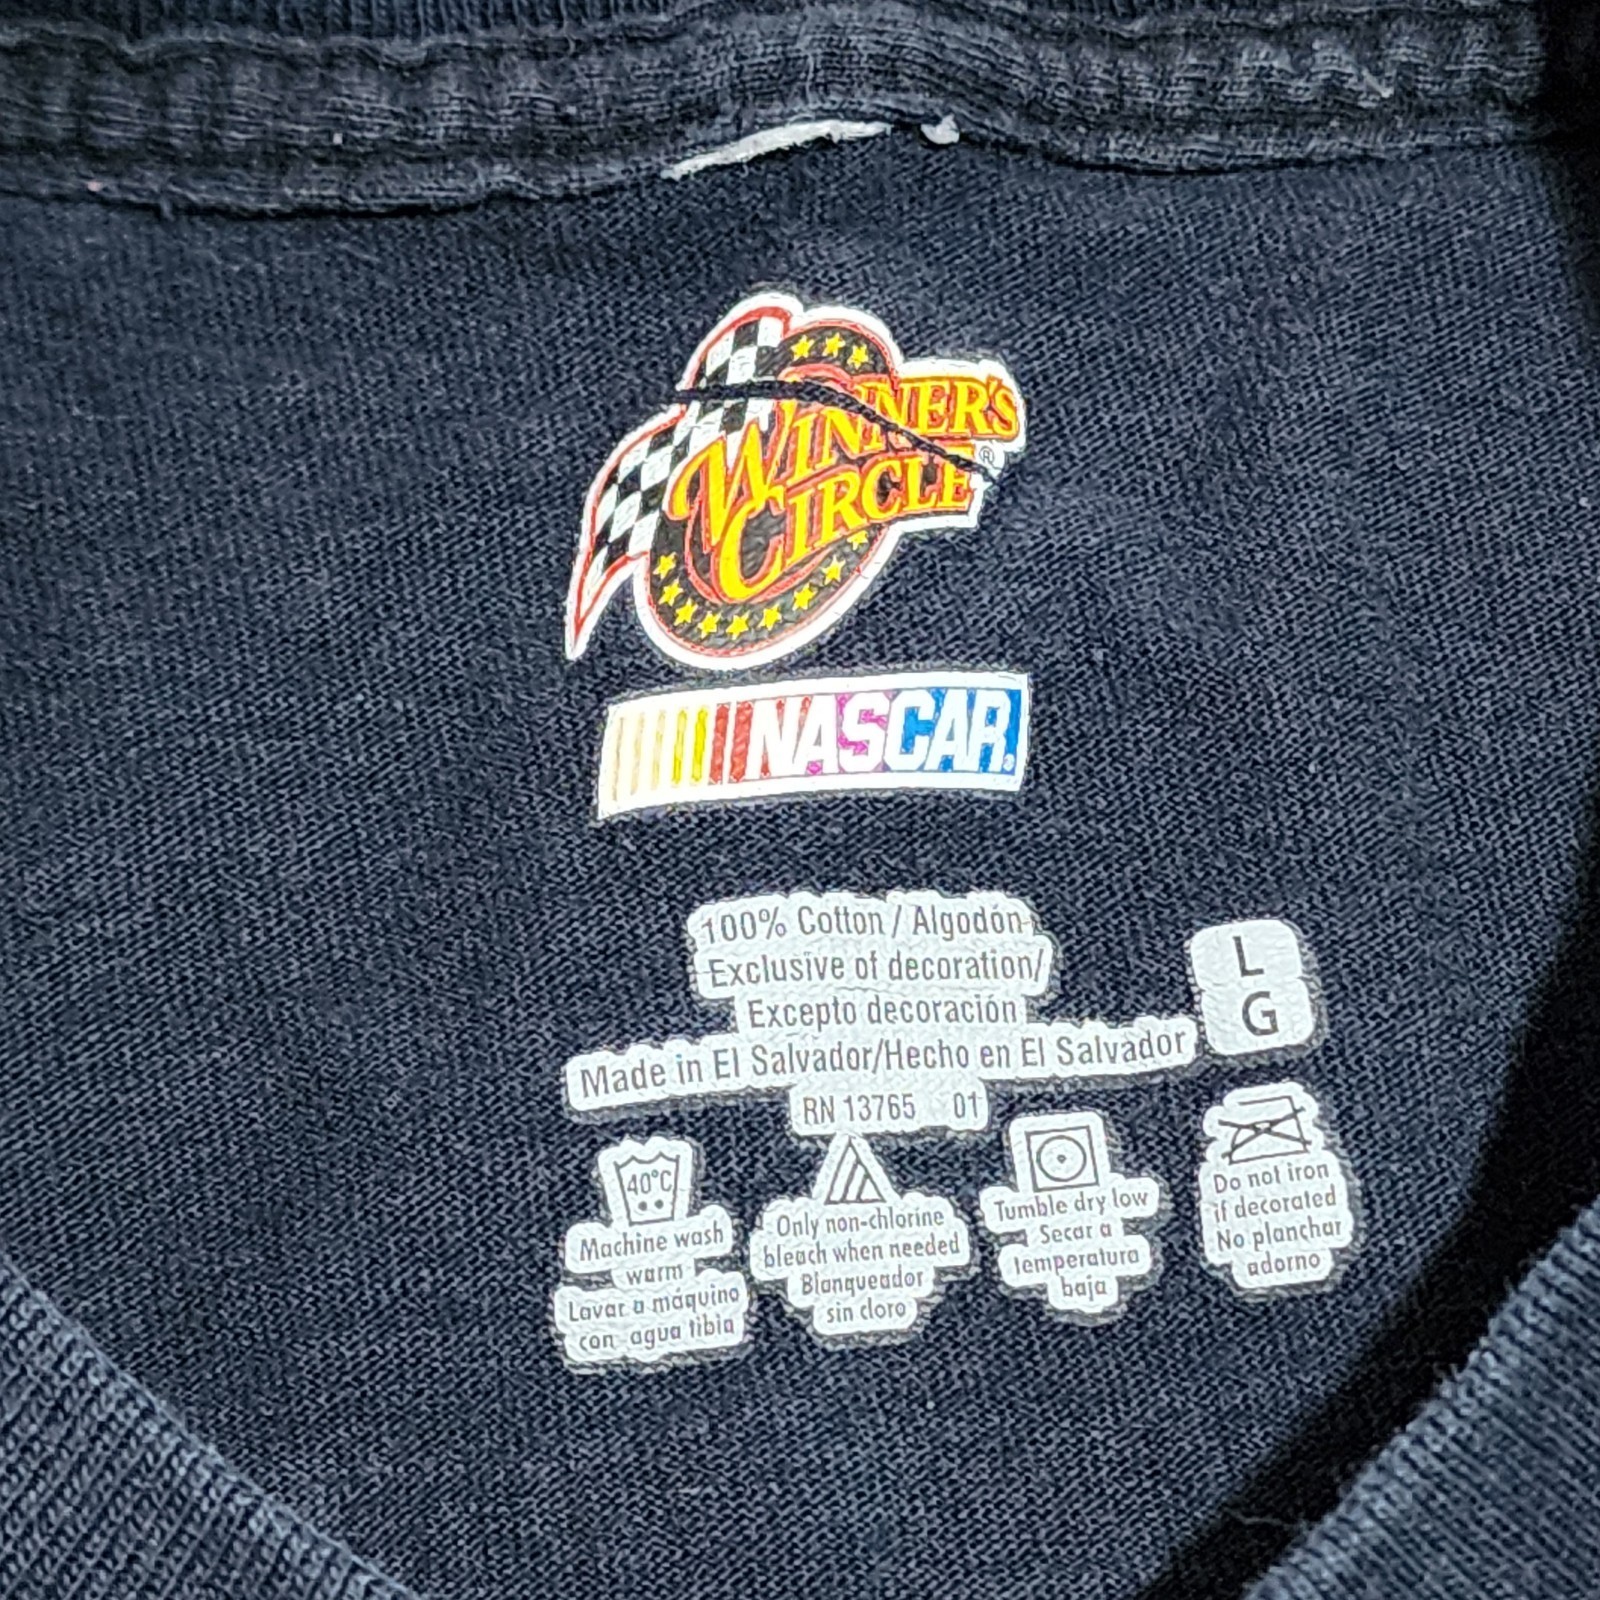 WINNER'S
CIRCLE
®
NASCAR®
100% Cotton / Algodón
Exclusive of decoration/
Excepto decoración
Made in El Salvador/Hecho en El Salvador
RN 13765 01
L
G
40°C
Machine wash
warm
Lavar a máquina
con agua tibia
Only non-chlorine
bleach when needed
Blanqueador
sin cloro
Tumble dry low
Secar a
temperatura
baja
Do not iron
if decorated
No planchar
adorno